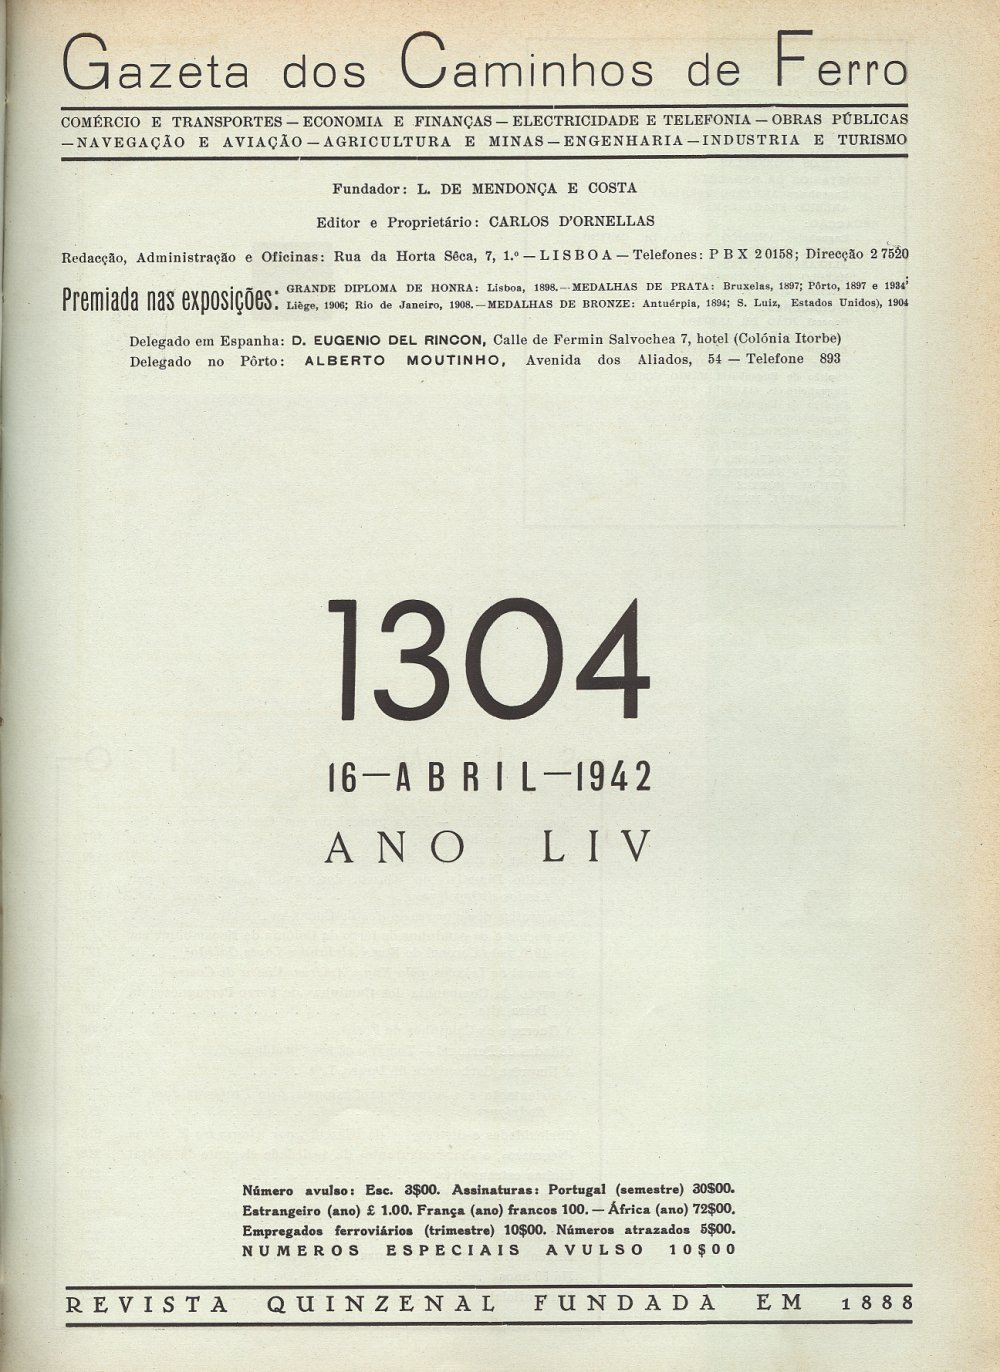 Gazeta dos Caminhos de Ferro
COMÉRCIO E TRANSPORTES — ECONOMIA E FINANÇAS — ELECTRICIDADE E TELEFONIA — OBRAS PÚBLICAS
— NAVEGAÇÃO E AVIAÇÃO — AGRICULTURA E MINAS — ENGENHARIA — INDUSTRIA E TURISMO
Fundador: L. DE MENDONÇA E COSTA
Editor e Proprietário: CARLOS D'ORNELLAS
Redacção, Administração e Oficinas: Rua da Horta Sêca, 7, 1.º — LISBOA — Telefones: PBX 20158; Direcção 27520
Premiada nas exposições:
GRANDE DIPLOMA DE HONRA: Lisboa, 1898. — MEDALHAS DE PRATA: Bruxelas, 1897; Pôrto, 1897 e 1934;
Liège, 1906; Rio de Janeiro, 1908. — MEDALHAS DE BRONZE: Antuérpia, 1894; S. Luiz, Estados Unidos), 1904
Delegado em Espanha: D. EUGENIO DEL RINCON, Calle de Fermin Salvochea 7, hotel (Colónia Itorbe)
Delegado no Pôrto: ALBERTO MOUTINHO, Avenida dos Aliados, 54 — Telefone 893
1304
16—ABRIL—1942
ANO LIV
Número avulso: Esc. 3$00. Assinaturas: Portugal (semestre) 30$00.
Estrangeiro (ano) £ 1.00. França (ano) francos 100. — África (ano) 72$00.
Empregados ferroviários (trimestre) 10$00. Números atrazados 5$00.
NUMEROS ESPECIAIS AVULSO 10$00
REVISTA QUINZENAL FUNDADA EM 1888